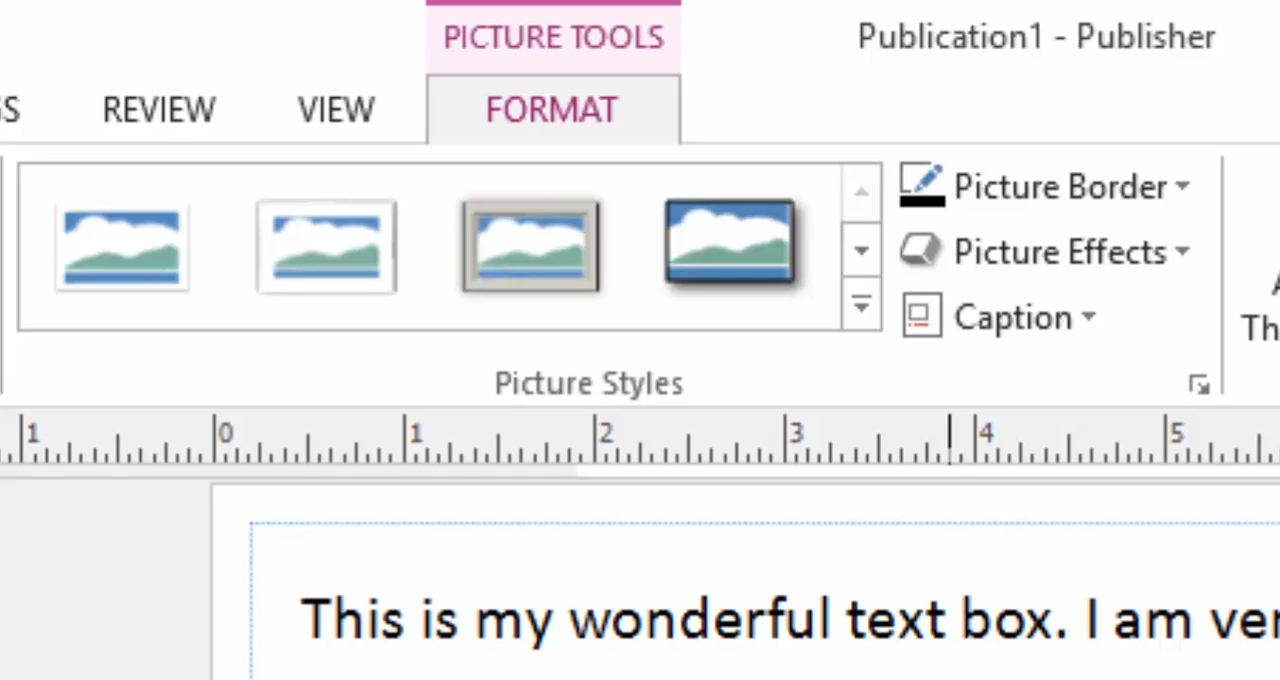 PICTURE TOOLS Publication1 - Publisher
REVIEW VIEW FORMAT
Picture Border
Picture Effects
Caption
Picture Styles
1 0 1 2 3 4 5
This is my wonderful text box. I am